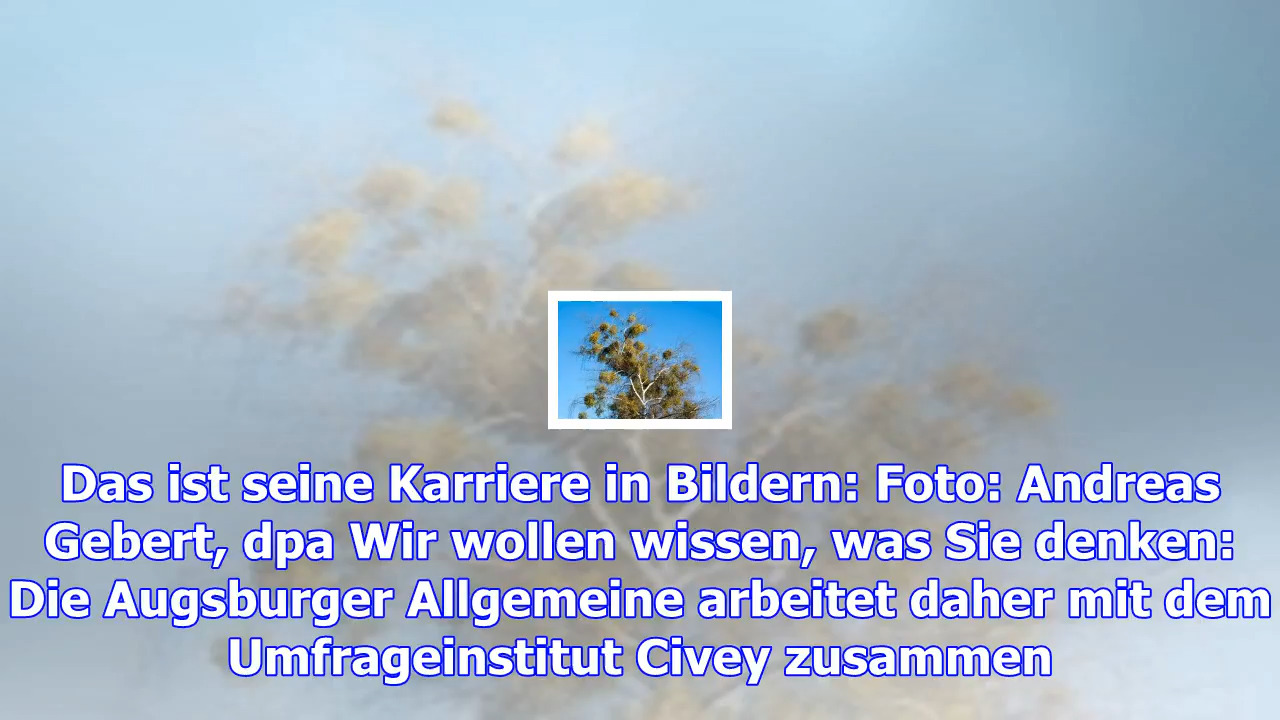 Das ist seine Karriere in Bildern: Foto: Andreas
Gebert, dpa Wir wollen wissen, was Sie denken:
Die Augsburger Allgemeine arbeitet daher mit dem
Umfrageinstitut Civey zusammen